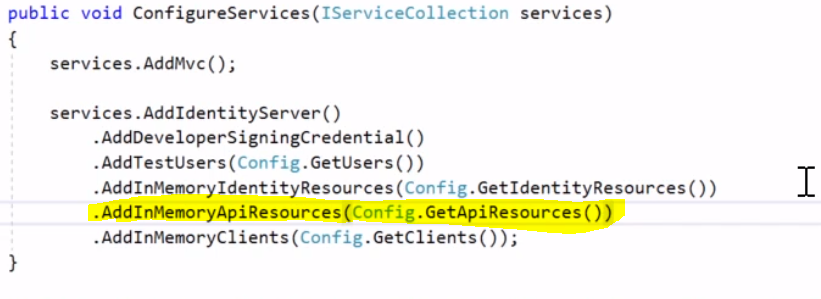 public void ConfigureServices(IServiceCollection services)
{
services.AddMvc();
services.AddIdentityServer()
.AddDeveloperSigningCredential()
.AddTestUsers(Config.GetUsers())
.AddInMemoryIdentityResources(Config.GetIdentityResources())
.AddInMemoryApiResources(Config.GetApiResources())
.AddInMemoryClients(Config.GetClients());
}